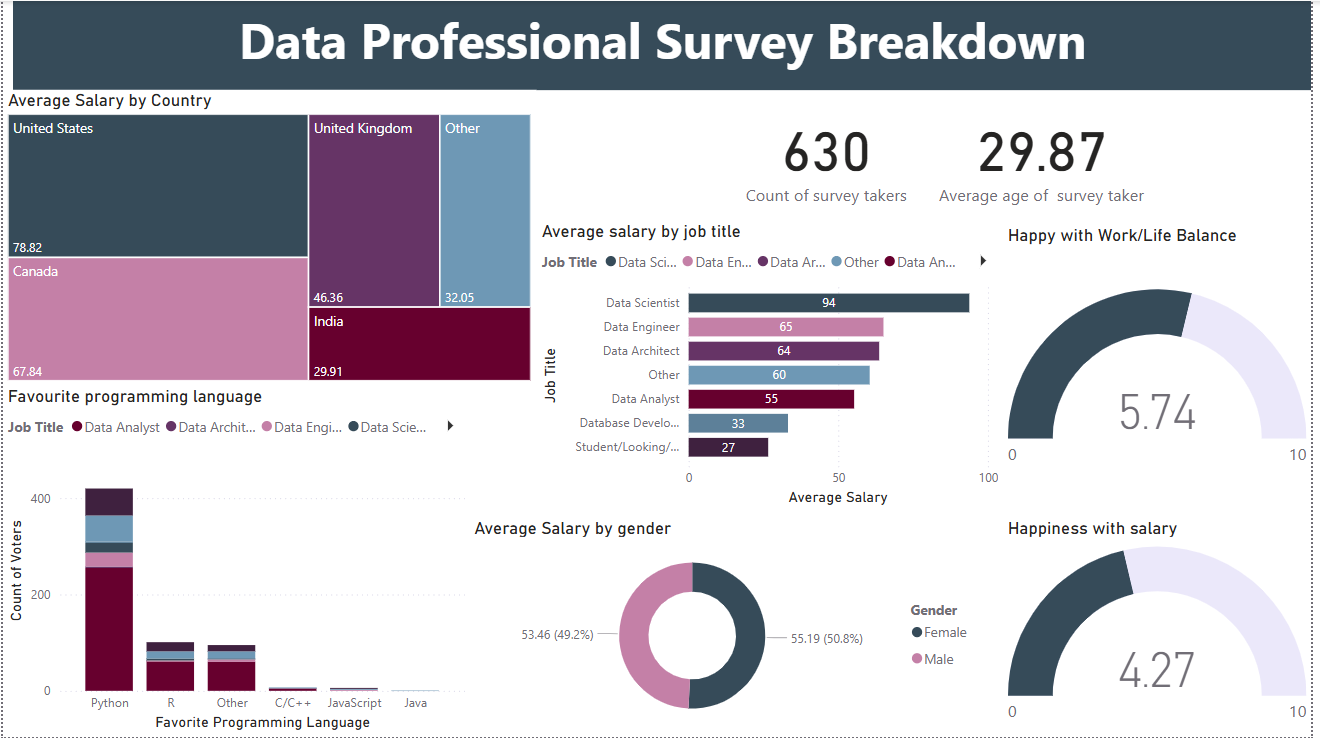 Data Professional Survey Breakdown
Average Salary by Country
United States
78.82
Canada
67.84
United Kingdom
46.36
Other
32.05
India
29.91
630
Count of survey takers
29.87
Average age of survey taker
Average salary by job title
Job Title Data Sci... Data En... Data Ar... Other Data An...
Job Title
Data Scientist 94
Data Engineer 65
Data Architect 64
Other 60
Data Analyst 55
Database Develo... 33
Student/Looking/... 27
0 50 100
Average Salary
Happy with Work/Life Balance
5.74
0 10
Favourite programming language
Job Title Data Analyst Data Archit... Data Engi... Data Scie...
Count of Voters
400
200
0
Python R Other C/C++ JavaScript Java
Favorite Programming Language
Average Salary by gender
53.46 (49.2%)
55.19 (50.8%)
Gender
Female
Male
Happiness with salary
4.27
0 10